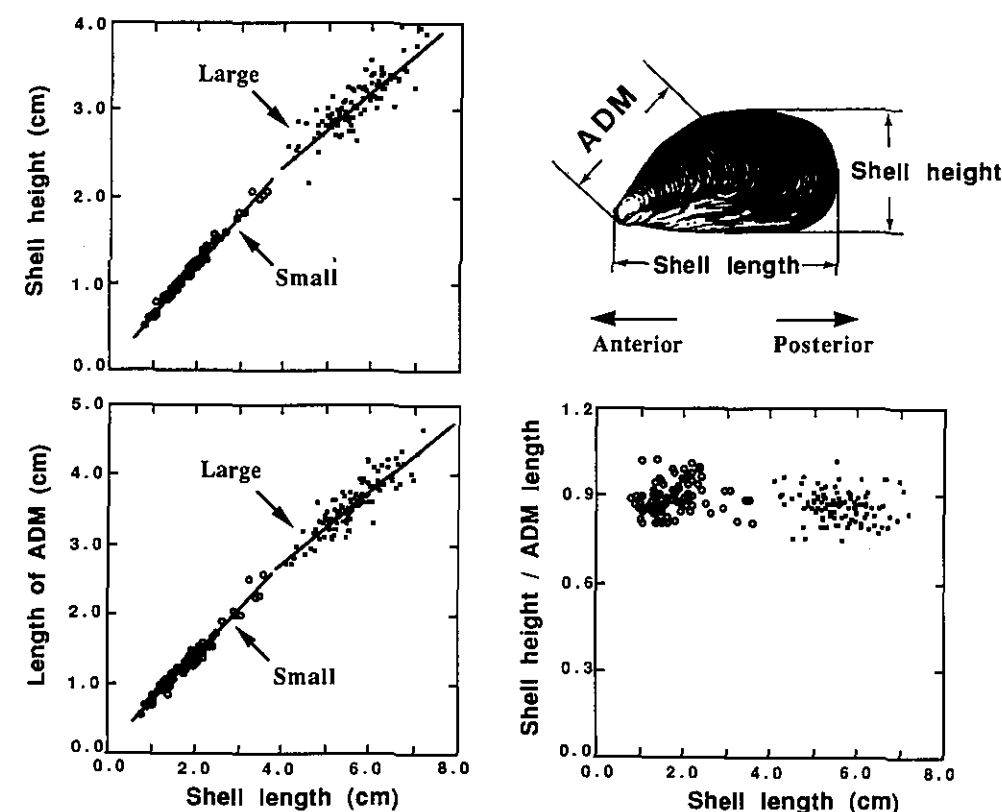 4.0
3.0
2.0
1.0
0.0
Shell height (cm)
Large
Small
ADM
Shell height
Shell length
Anterior
Posterior
5.0
4.0
3.0
2.0
1.0
0.0
Length of ADM (cm)
Large
Small
0.0 2.0 4.0 6.0 8.0
Shell length (cm)
1.2
0.9
0.6
0.3
0.0
Shell height / ADM length
0.0 2.0 4.0 6.0 8.0
Shell length (cm)